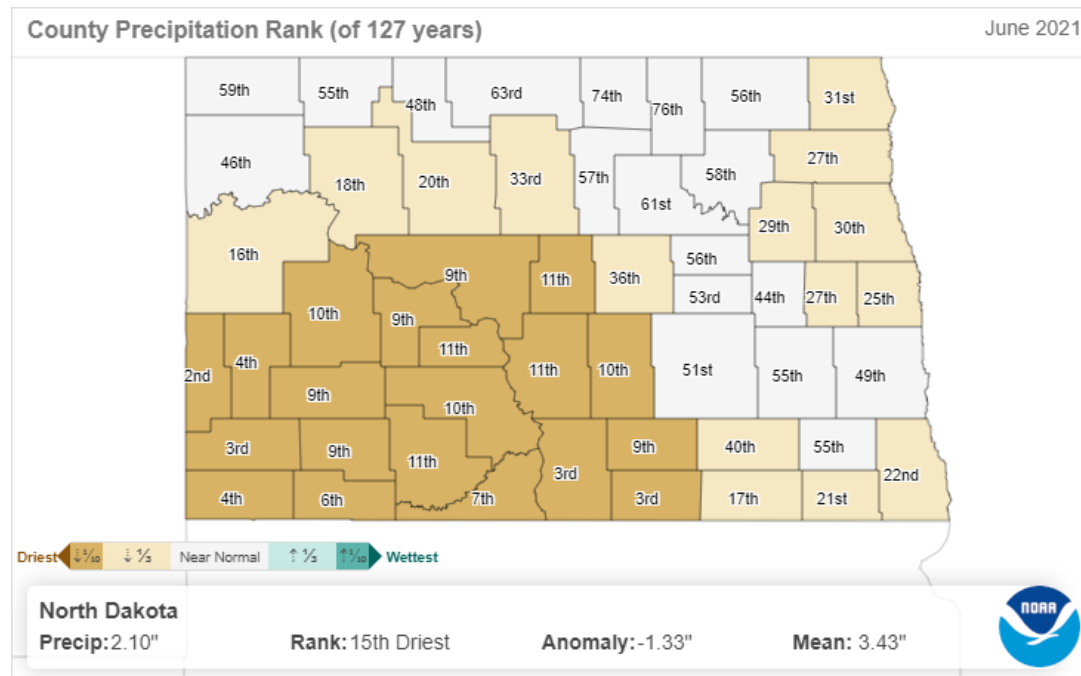 County Precipitation Rank (of 127 years)
June 2021
59th
55th
48th
63rd
74th
76th
56th
31st
46th
18th
20th
33rd
57th
61st
58th
27th
29th
30th
16th
10th
9th
11th
36th
56th
53rd
44th
27th
25th
2nd
4th
9th
11th
11th
10th
51st
55th
49th
9th
10th
3rd
9th
11th
3rd
9th
40th
55th
22nd
4th
6th
7th
3rd
17th
21st
Driest ⇣ 1/10 ⇣ 1/3 Near Normal ⇡ 1/3 ⇡ 1/10 Wettest
North Dakota
Precip:2.10" Rank:15th Driest Anomaly:-1.33" Mean: 3.43"
NOAA